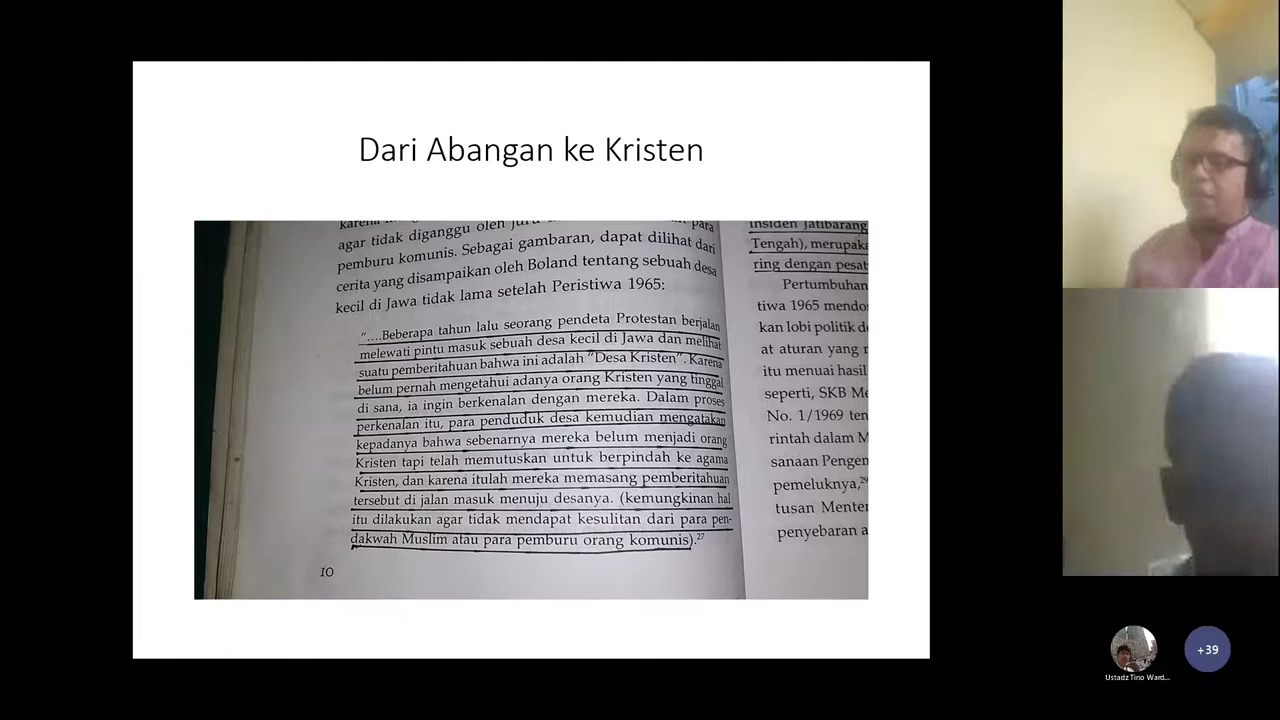 Dari Abangan ke Kristen
karena
agar tidak diganggu oleh para
pemburu komunis. Sebagai gambaran, dapat dilihat dari
cerita yang disampaikan oleh Boland tentang sebuah desa
kecil di Jawa tidak lama setelah Peristiwa 1965:
"....Beberapa tahun lalu seorang pendeta Protestan berjalan
melewati pintu masuk sebuah desa kecil di Jawa dan melihat
suatu pemberitahuan bahwa ini adalah "Desa Kristen". Karena
belum pernah mengetahui adanya orang Kristen yang tinggal
di sana, ia ingin berkenalan dengan mereka. Dalam proses
perkenalan itu, para penduduk desa kemudian mengatakan
kepadanya bahwa sebenarnya mereka belum menjadi orang
Kristen tapi telah memutuskan untuk berpindah ke agama
Kristen, dan karena itulah mereka memasang pemberitahuan
tersebut di jalan masuk menuju desanya. (kemungkinan hal
itu dilakukan agar tidak mendapat kesulitan dari para pen-
dakwah Muslim atau para pemburu orang komunis).27
10
insiden Jatibarang
Tengah), merupaka
ring dengan pesat
Pertumbuhan
tiwa 1965 mendo
kan lobi politik de
at aturan yang
itu menuai hasil
seperti, SKB Me
No. 1/1969 ten
rintah dalam M
sanaan Pengem
pemeluknya,29
tusan Menter
penyebaran a
Ustadz Tino Ward...
+39